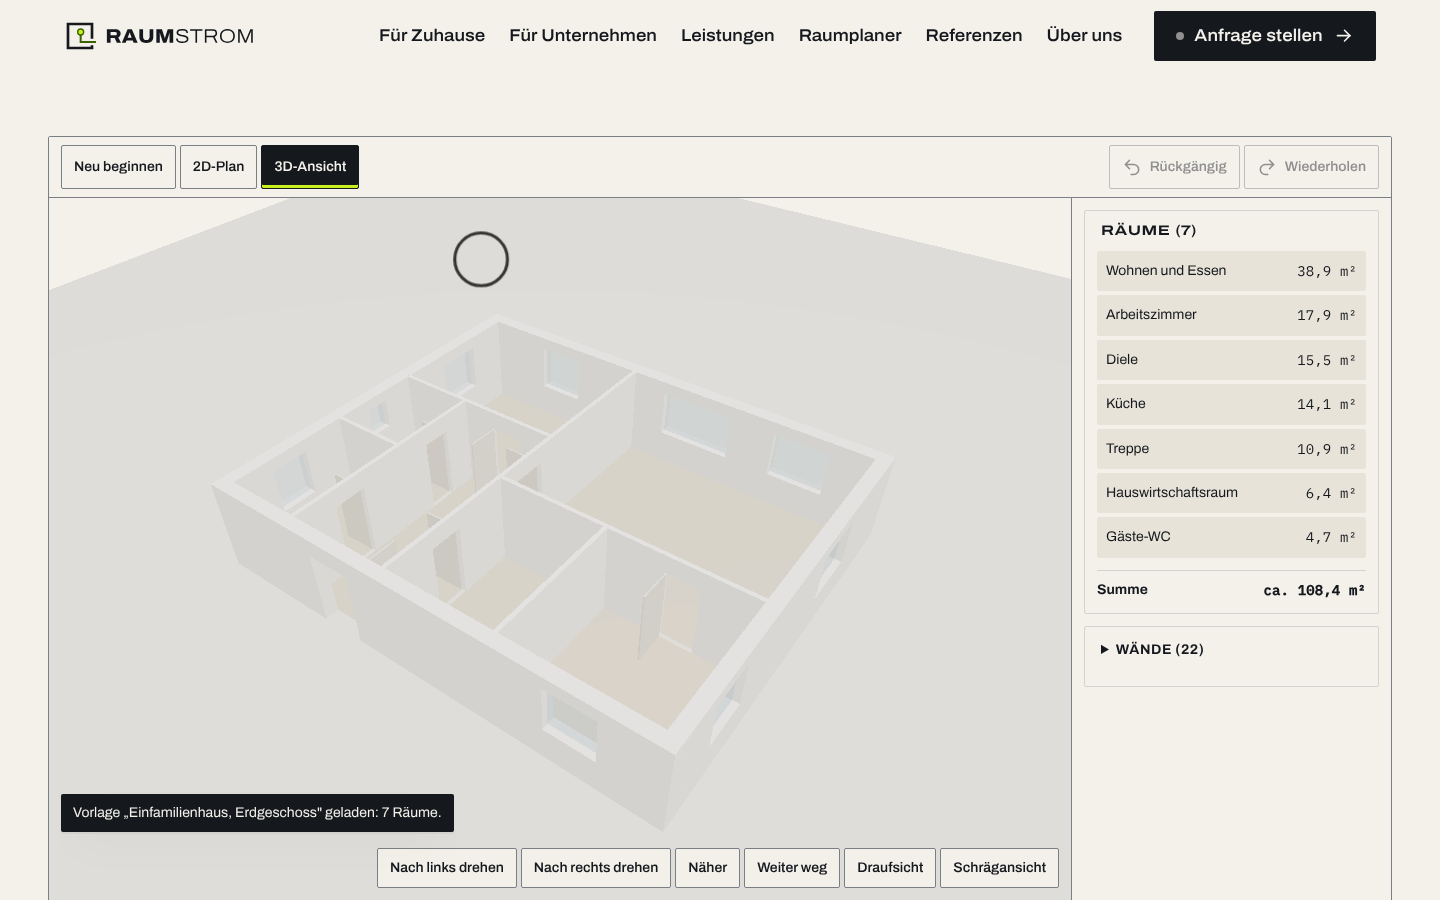 RAUMSTROM
Für Zuhause
Für Unternehmen
Leistungen
Raumplaner
Referenzen
Über uns
Anfrage stellen →
Neu beginnen
2D-Plan
3D-Ansicht
Rückgängig
Wiederholen
RÄUME (7)
Wohnen und Essen 38,9 m²
Arbeitszimmer 17,9 m²
Diele 15,5 m²
Küche 14,1 m²
Treppe 10,9 m²
Hauswirtschaftsraum 6,4 m²
Gäste-WC 4,7 m²
Summe ca. 108,4 m²
▶ WÄNDE (22)
Vorlage „Einfamilienhaus, Erdgeschoss" geladen: 7 Räume.
Nach links drehen
Nach rechts drehen
Näher
Weiter weg
Draufsicht
Schrägansicht